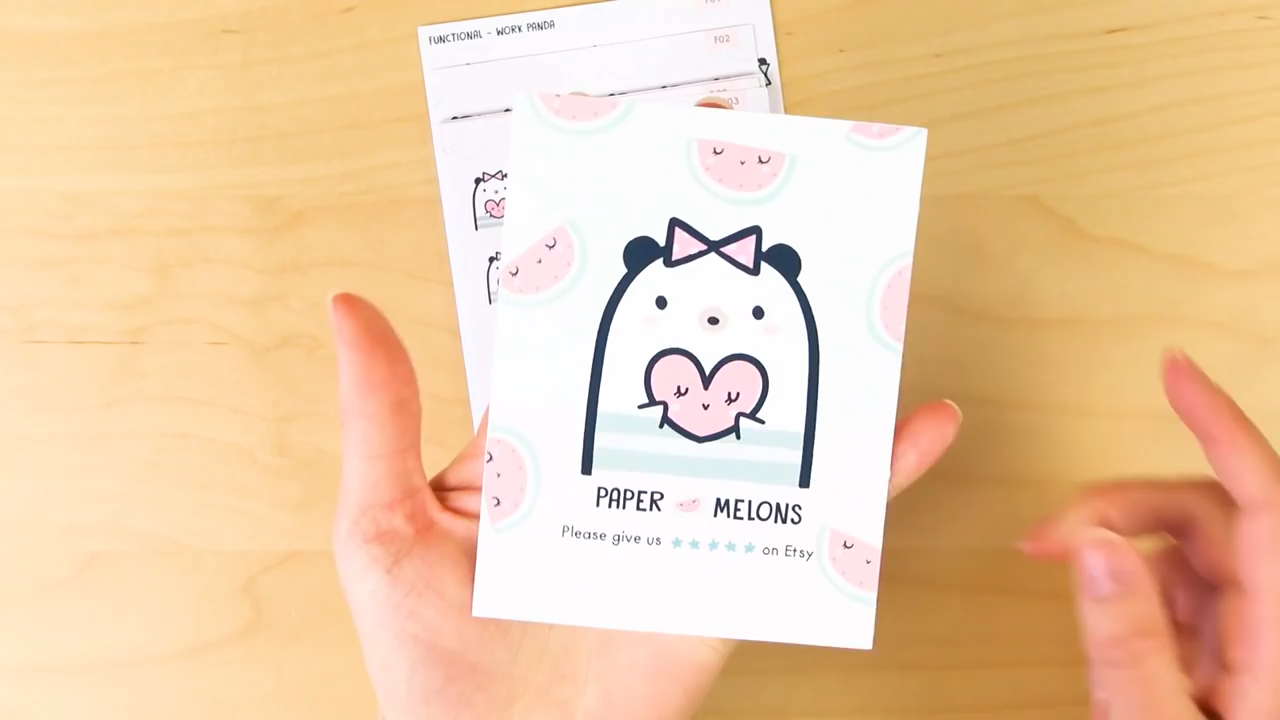 FUNCTIONAL - WORK PANDA
F02
PAPER MELONS
Please give us ★★★★★ on Etsy